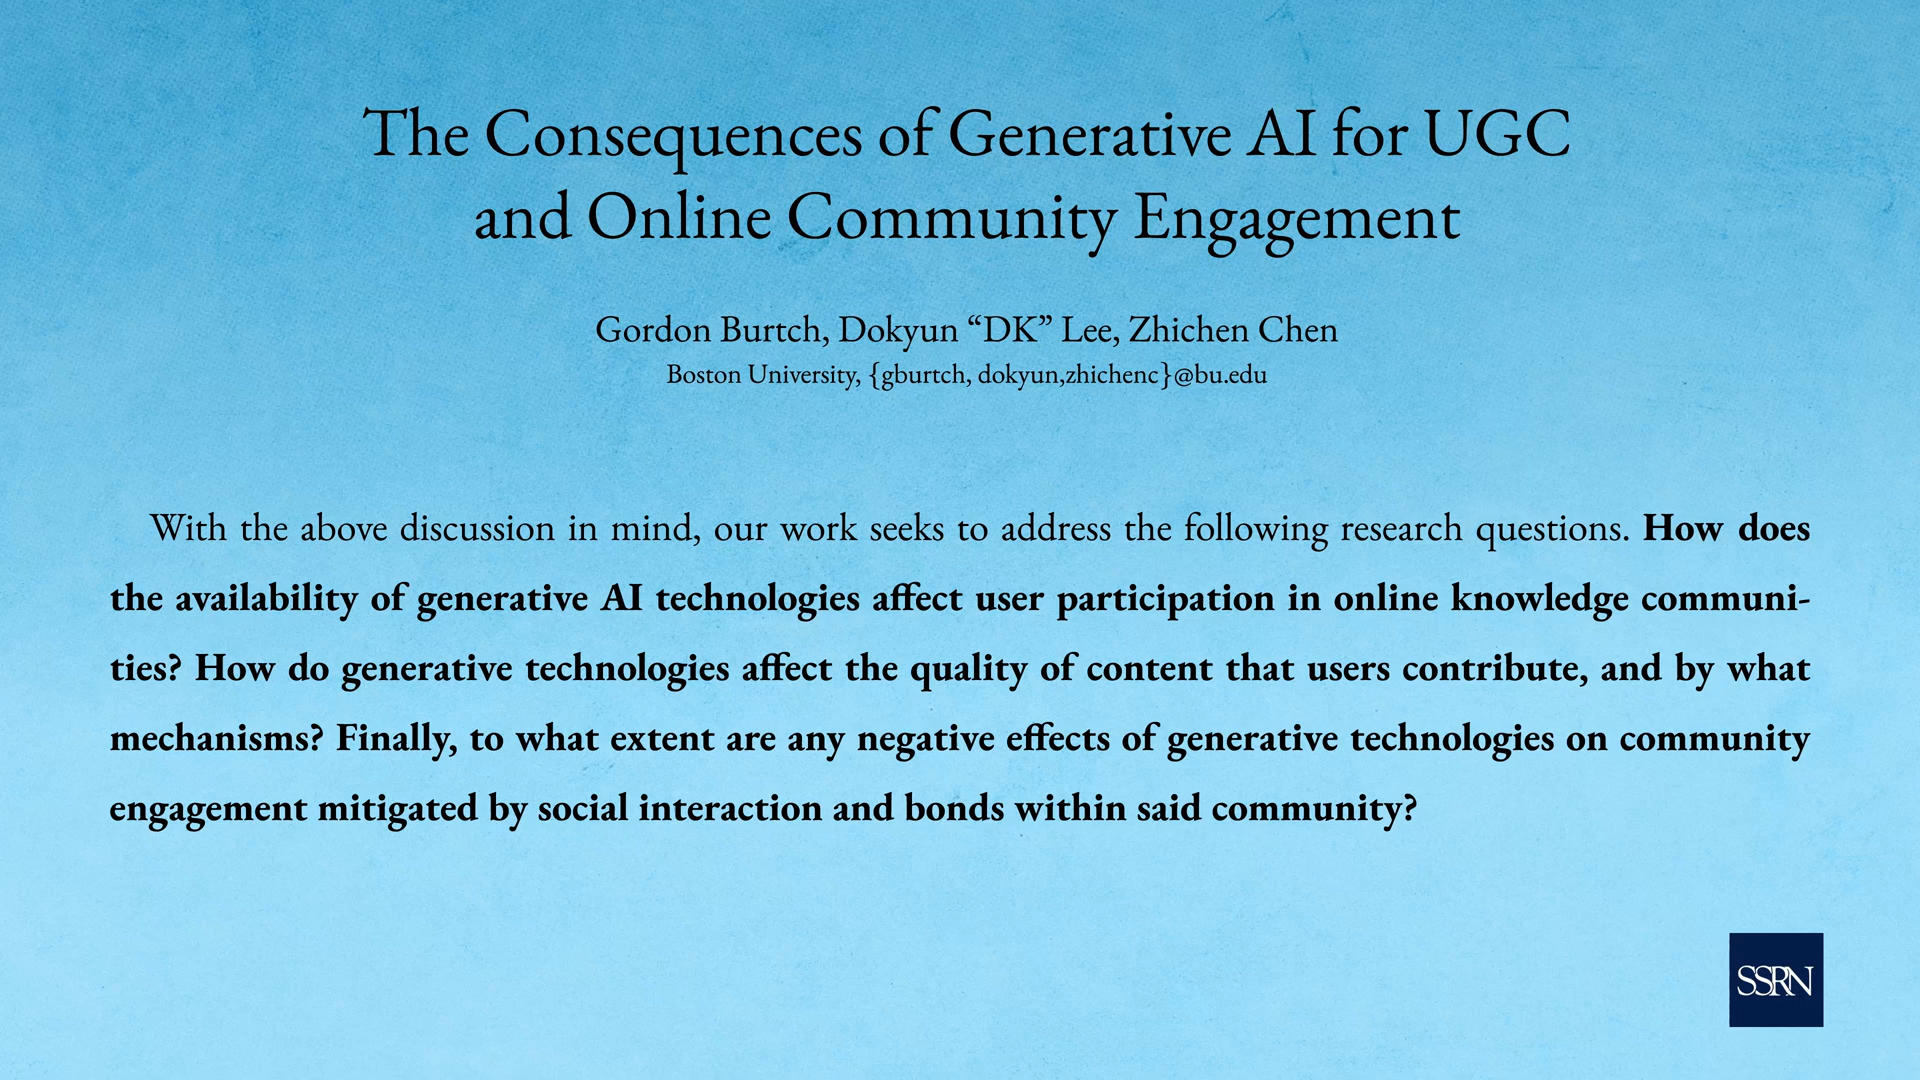 The Consequences of Generative AI for UGC
and Online Community Engagement
Gordon Burtch, Dokyun “DK” Lee, Zhichen Chen
Boston University, {gburtch, dokyun,zhichenc}@bu.edu
With the above discussion in mind, our work seeks to address the following research questions. How does
the availability of generative AI technologies affect user participation in online knowledge communi-
ties? How do generative technologies affect the quality of content that users contribute, and by what
mechanisms? Finally, to what extent are any negative effects of generative technologies on community
engagement mitigated by social interaction and bonds within said community?
SSRN